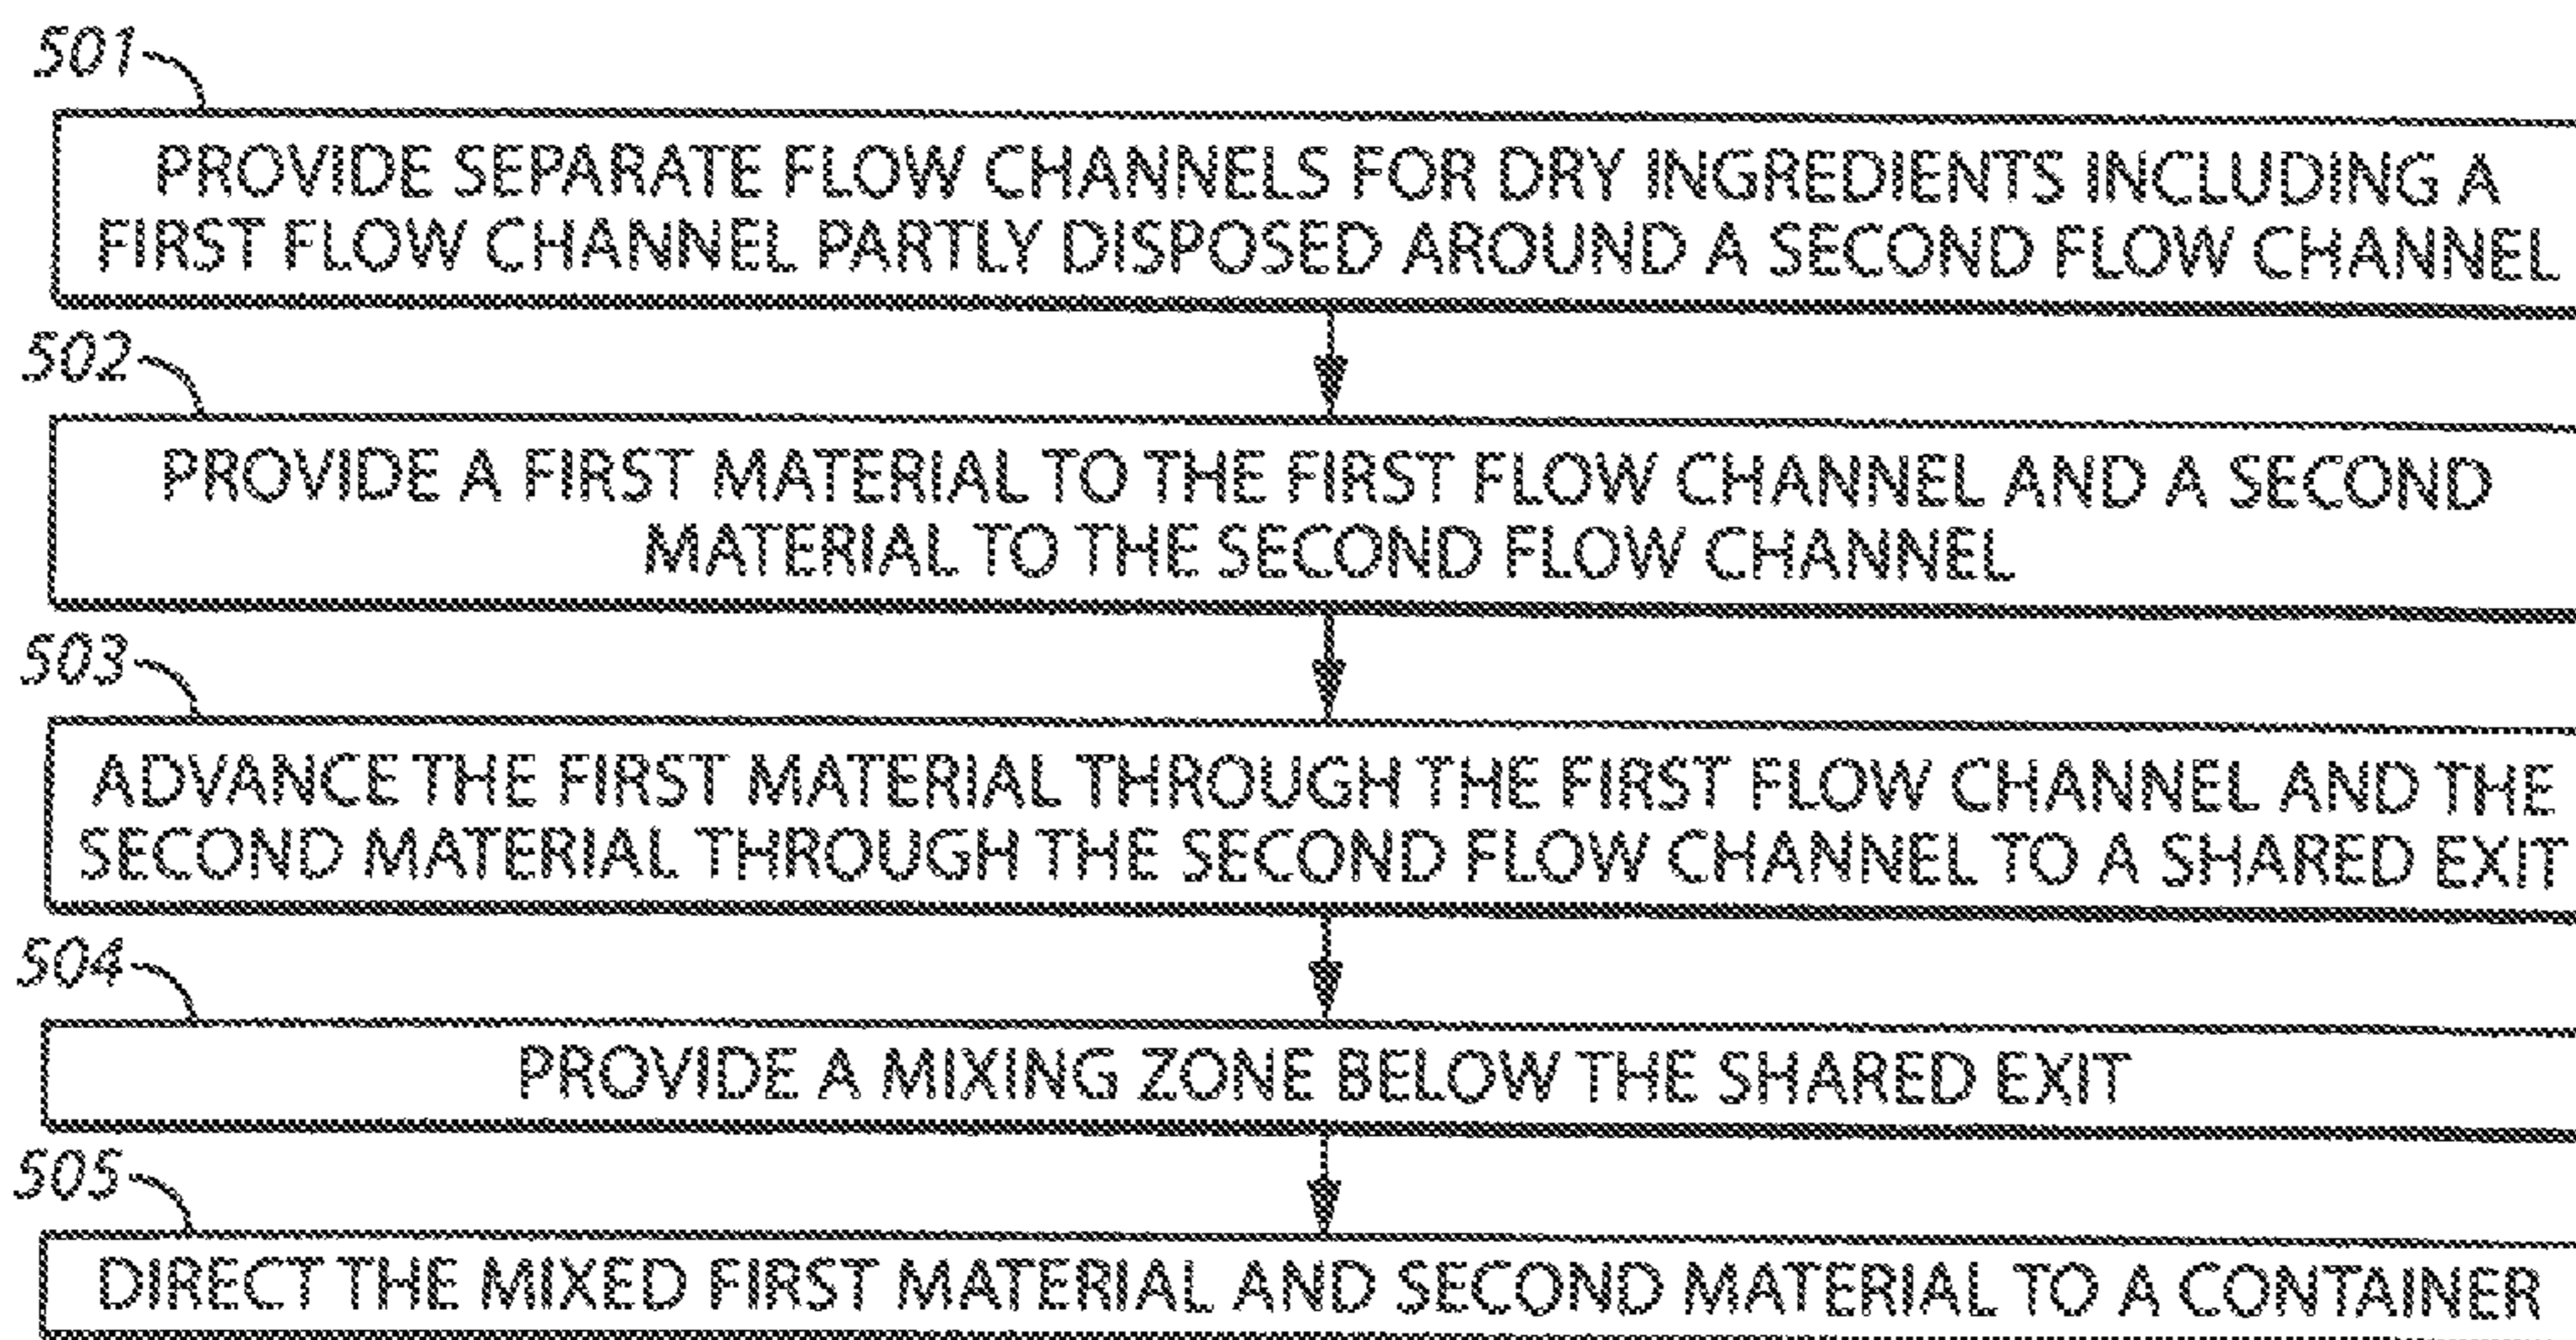 501
PROVIDE SEPARATE FLOW CHANNELS FOR DRY INGREDIENTS INCLUDING A
FIRST FLOW CHANNEL PARTLY DISPOSED AROUND A SECOND FLOW CHANNEL
502
PROVIDE A FIRST MATERIAL TO THE FIRST FLOW CHANNEL AND A SECOND
MATERIAL TO THE SECOND FLOW CHANNEL
503
ADVANCE THE FIRST MATERIAL THROUGH THE FIRST FLOW CHANNEL AND THE
SECOND MATERIAL THROUGH THE SECOND FLOW CHANNEL TO A SHARED EXIT
504
PROVIDE A MIXING ZONE BELOW THE SHARED EXIT
505
DIRECT THE MIXED FIRST MATERIAL AND SECOND MATERIAL TO A CONTAINER